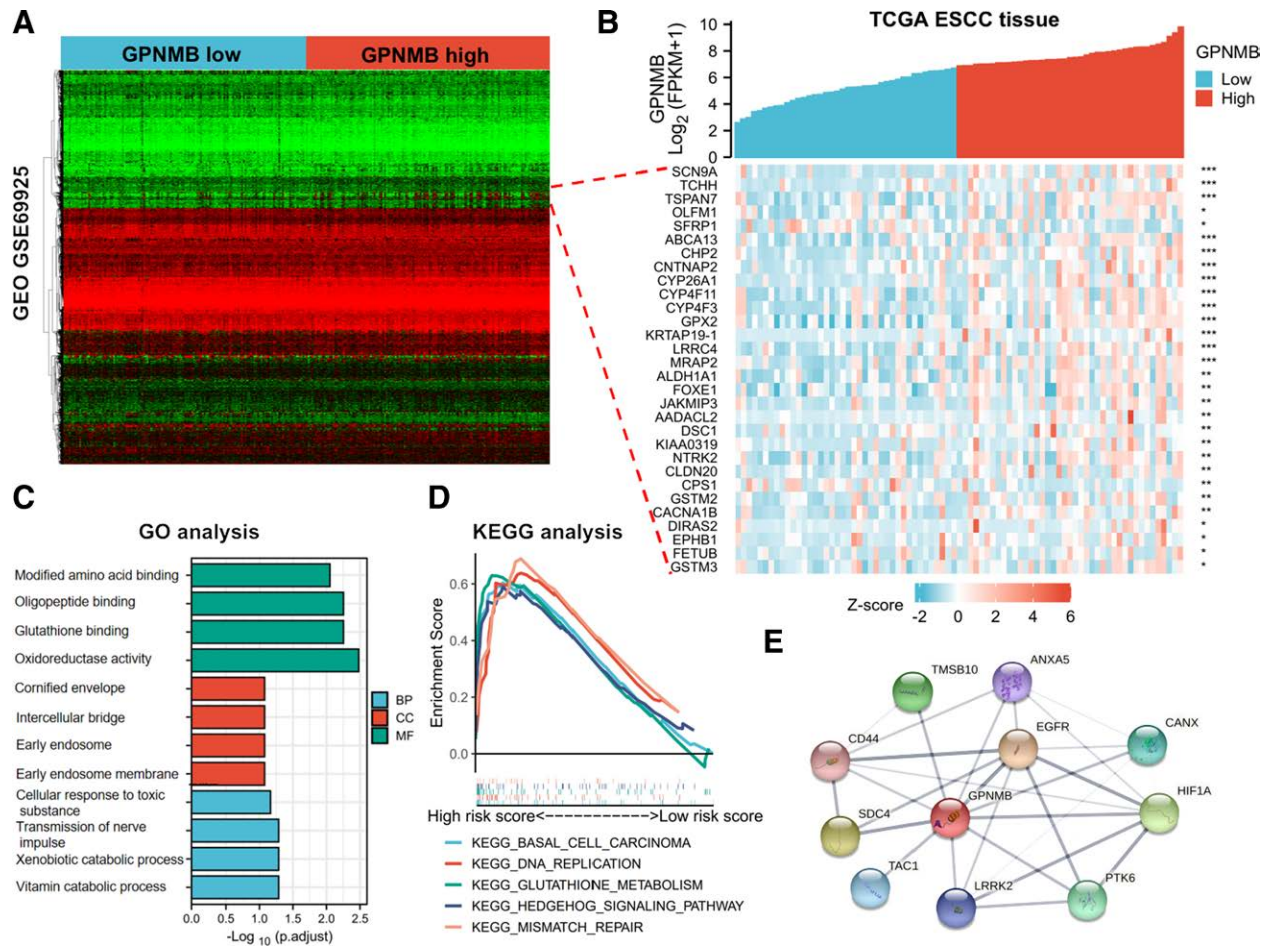 A
GPNMB low
GPNMB high
GEO GSE69925
B
TCGA ESCC tissue
GPNMB
Log2 (FPKM+1)
10
8
6
4
2
0
GPNMB
Low
High
SCN9A ***
TCHH ***
TSPAN7 ***
OLFM1 *
SFRP1 *
ABCA13 ***
CHP2 ***
CNTNAP2 ***
CYP26A1 ***
CYP4F11 ***
CYP4F3 ***
GPX2 ***
KRTAP19-1 ***
LRRC4 ***
MRAP2 ***
ALDH1A1 **
FOXE1 **
JAKMIP3 **
AADACL2 **
DSC1 **
KIAA0319 **
NTRK2 **
CLDN20 **
CPS1 **
GSTM2 **
CACNA1B **
DIRAS2 *
EPHB1 *
FETUB *
GSTM3 *
Z-score
-2 0 2 4 6
C
GO analysis
Modified amino acid binding
Oligopeptide binding
Glutathione binding
Oxidoreductase activity
Cornified envelope
Intercellular bridge
Early endosome
Early endosome membrane
Cellular response to toxic
substance
Transmission of nerve
impulse
Xenobiotic catabolic process
Vitamin catabolic process
0.0 0.5 1.0 1.5 2.0 2.5
-Log 10 (p.adjust)
BP
CC
MF
D
KEGG analysis
Enrichment Score
0.6
0.4
0.2
0.0
High risk score<------------>Low risk score
KEGG_BASAL_CELL_CARCINOMA
KEGG_DNA_REPLICATION
KEGG_GLUTATHIONE_METABOLISM
KEGG_HEDGEHOG_SIGNALING_PATHWAY
KEGG_MISMATCH_REPAIR
E
TMSB10
ANXA5
CD44
EGFR
CANX
GPNMB
HIF1A
SDC4
TAC1
LRRK2
PTK6